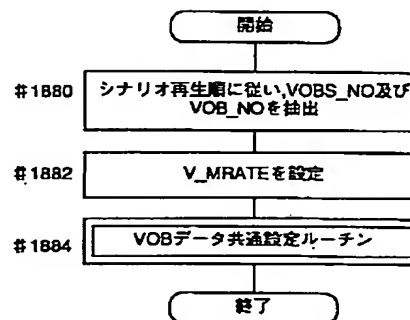 開始
#1880
シナリオ再生順に従い,VOBS_NO及び
VOB_NOを抽出
#1882
V_MRATEを設定
#1884
VOBデータ共通設定ルーチン
終了